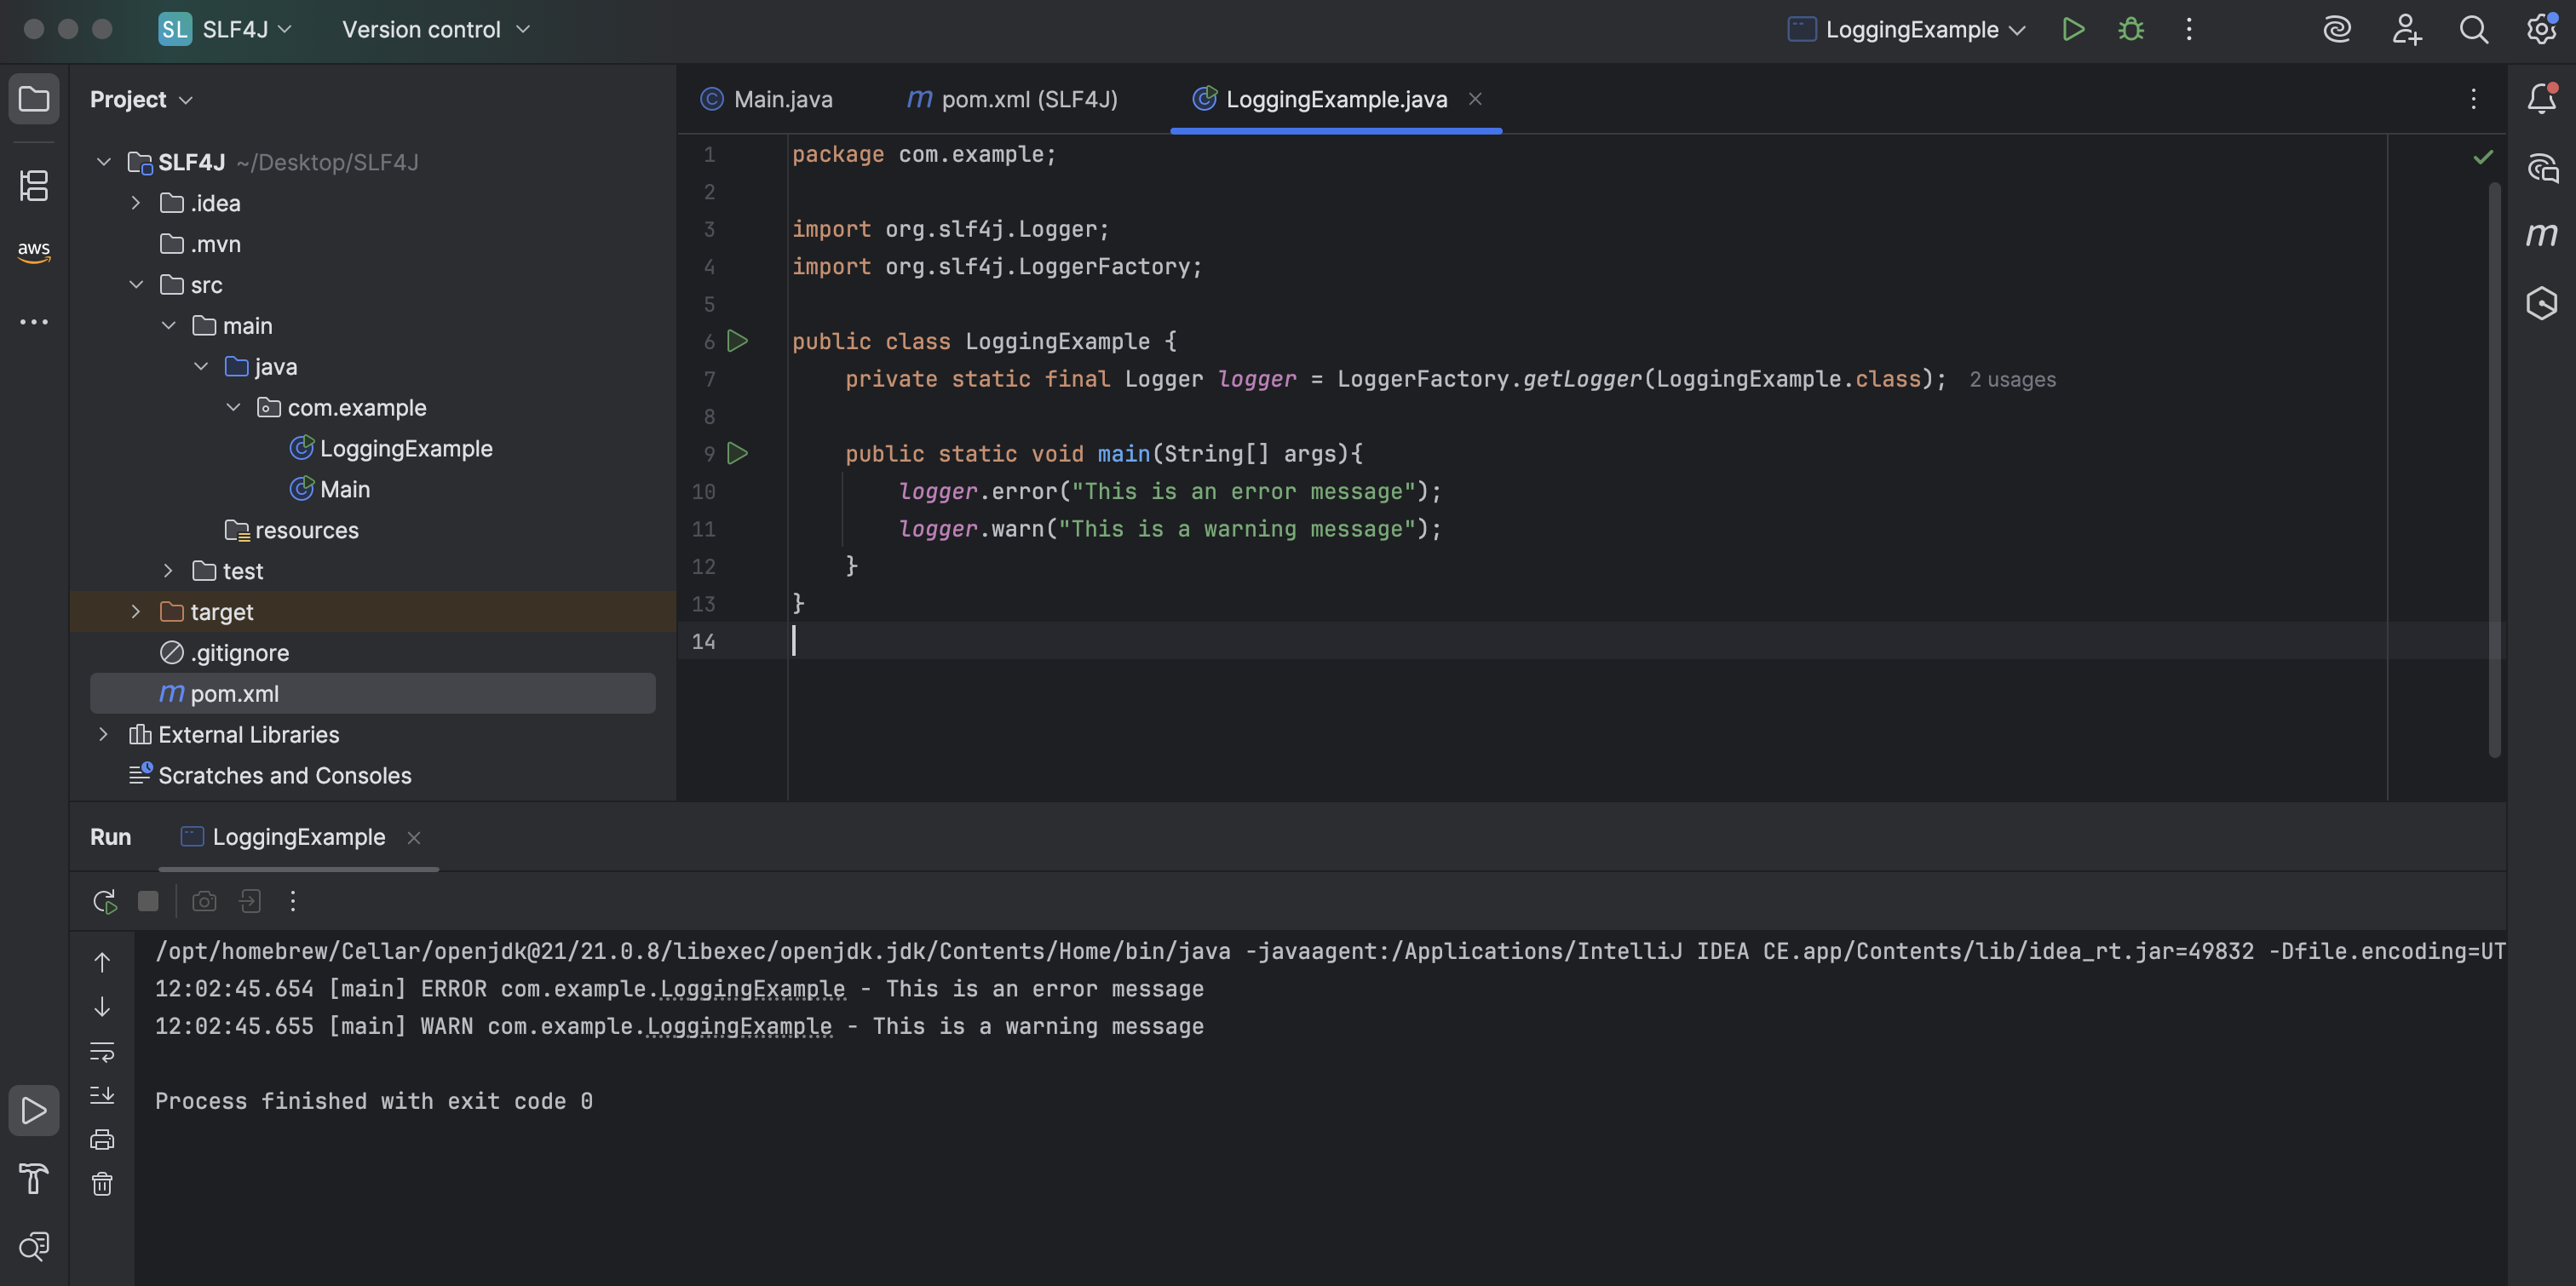 SL SLF4J Version control LoggingExample
Project
Main.java pom.xml (SLF4J) LoggingExample.java
SLF4J ~/Desktop/SLF4J
.idea
.mvn
aws
src
main
java
com.example
LoggingExample
Main
resources
test
target
.gitignore
m pom.xml
External Libraries
Scratches and Consoles
1 package com.example;
2
3 import org.slf4j.Logger;
4 import org.slf4j.LoggerFactory;
5
6 public class LoggingExample {
7 private static final Logger logger = LoggerFactory.getLogger(LoggingExample.class); 2 usages
8
9 public static void main(String[] args){
10 logger.error("This is an error message");
11 logger.warn("This is a warning message");
12 }
13 }
14
Run LoggingExample
/opt/homebrew/Cellar/openjdk@21/21.0.8/libexec/openjdk.jdk/Contents/Home/bin/java -javaagent:/Applications/IntelliJ IDEA CE.app/Contents/lib/idea_rt.jar=49832 -Dfile.encoding=UT
12:02:45.654 [main] ERROR com.example.LoggingExample - This is an error message
12:02:45.655 [main] WARN com.example.LoggingExample - This is a warning message
Process finished with exit code 0